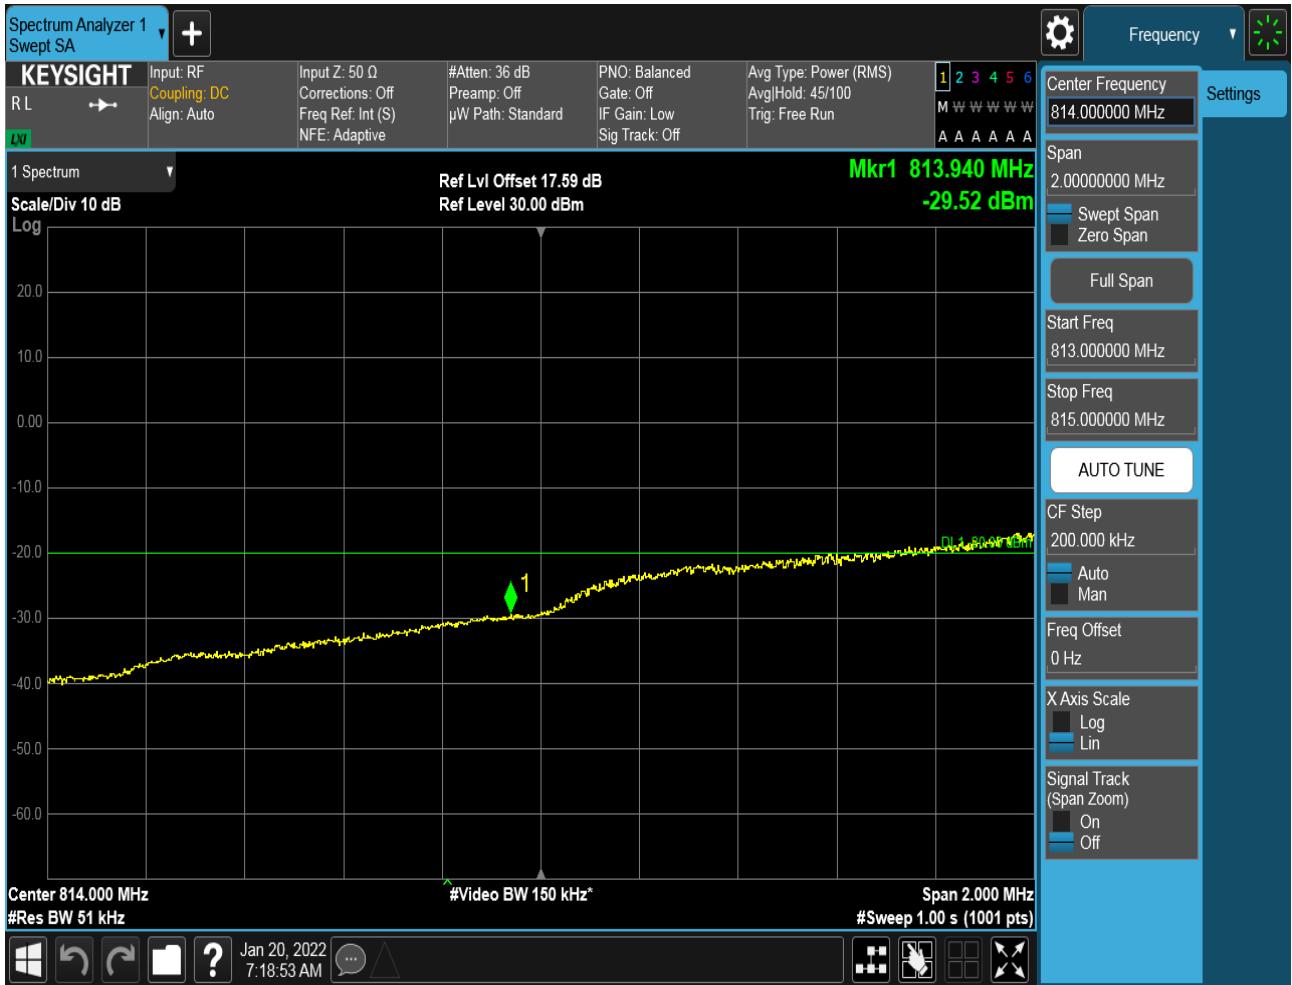 Spectrum Analyzer 1
Swept SA
Frequency
KEYSIGHT
R L
LXI
Input: RF
Coupling: DC
Align: Auto
Input Z: 50 Ω
Corrections: Off
Freq Ref: Int (S)
NFE: Adaptive
#Atten: 36 dB
Preamp: Off
µW Path: Standard
PNO: Balanced
Gate: Off
IF Gain: Low
Sig Track: Off
Avg Type: Power (RMS)
Avg|Hold: 45/100
Trig: Free Run
1 2 3 4 5 6
M W W W W W
A A A A A A
1 Spectrum
Scale/Div 10 dB
Log
Ref Lvl Offset 17.59 dB
Ref Level 30.00 dBm
Mkr1 813.940 MHz
-29.52 dBm
20.0
10.0
0.00
-10.0
-20.0
-30.0
-40.0
-50.0
-60.0
1
Center 814.000 MHz
#Res BW 51 kHz
#Video BW 150 kHz*
Span 2.000 MHz
#Sweep 1.00 s (1001 pts)
Jan 20, 2022
7:18:53 AM
Center Frequency
814.000000 MHz
Settings
Span
2.00000000 MHz
Swept Span
Zero Span
Full Span
Start Freq
813.000000 MHz
Stop Freq
815.000000 MHz
AUTO TUNE
CF Step
200.000 kHz
Auto
Man
Freq Offset
0 Hz
X Axis Scale
Log
Lin
Signal Track
(Span Zoom)
On
Off